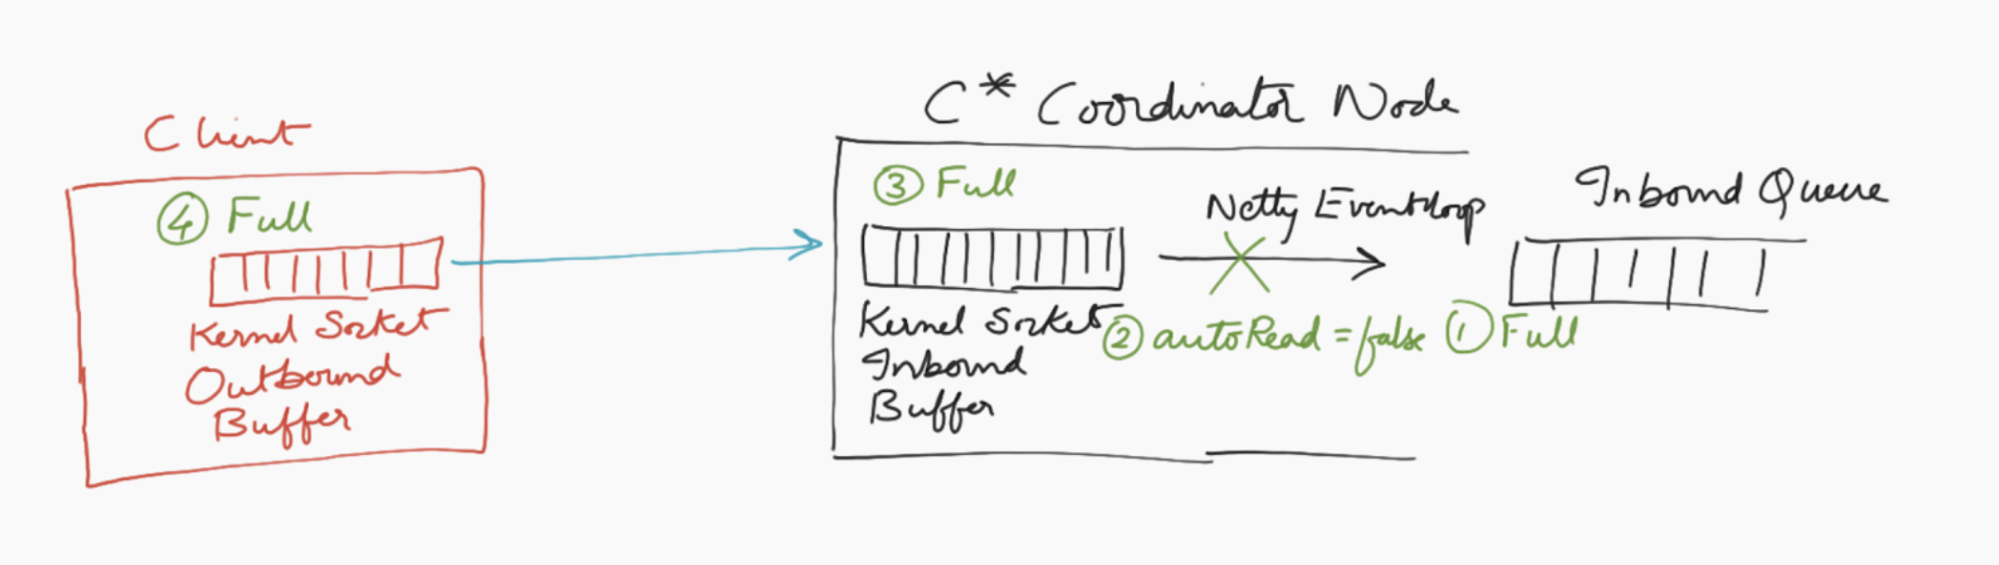 Client
④ Full
Kernel Socket
Outbound
Buffer
C* Coordinator Node
③ Full
Kernel Socket
Inbound
Buffer
Netty Eventloop
② autoRead = false
Inbound Queue
① Full